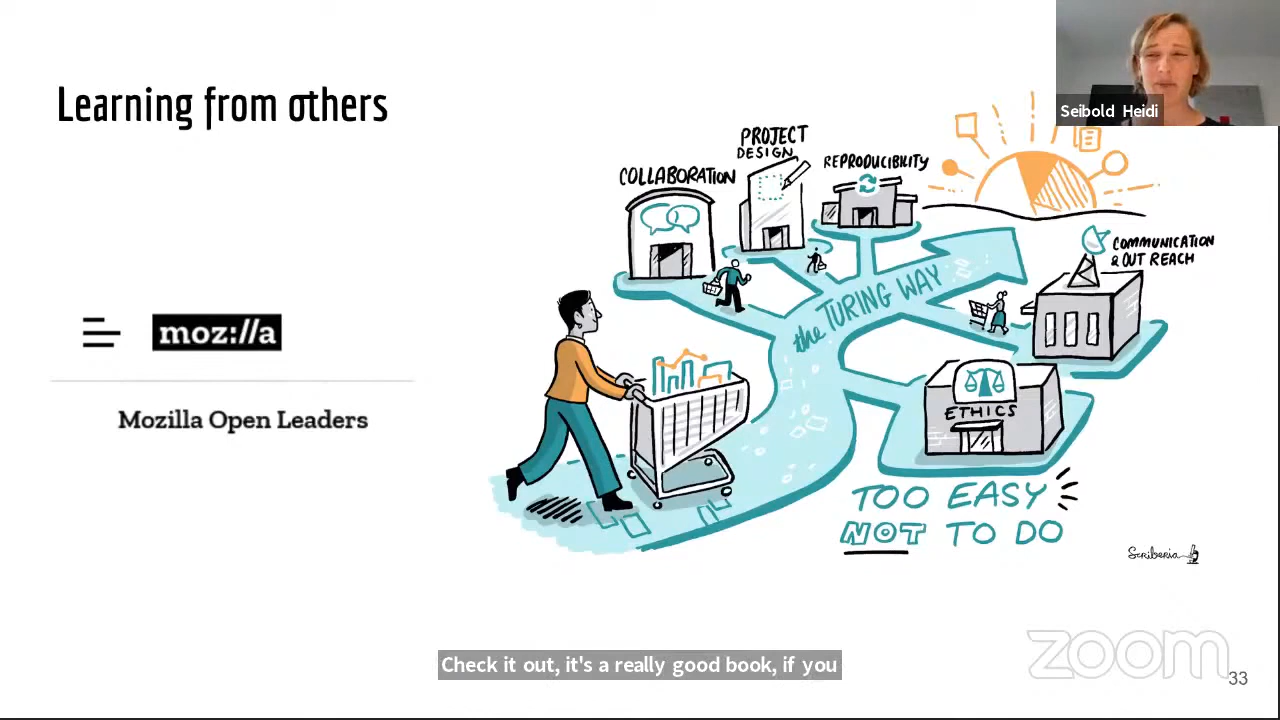 Learning from others
Seibold Heidi
PROJECT
DESIGN
COLLABORATION
REPRODUCIBILITY
COMMUNICATION
& OUT REACH
the TURING WAY
moz://a
Mozilla Open Leaders
ETHICS
TOO EASY
NOT TO DO
Scriberia
Check it out, it's a really good book, if you
zoom
33